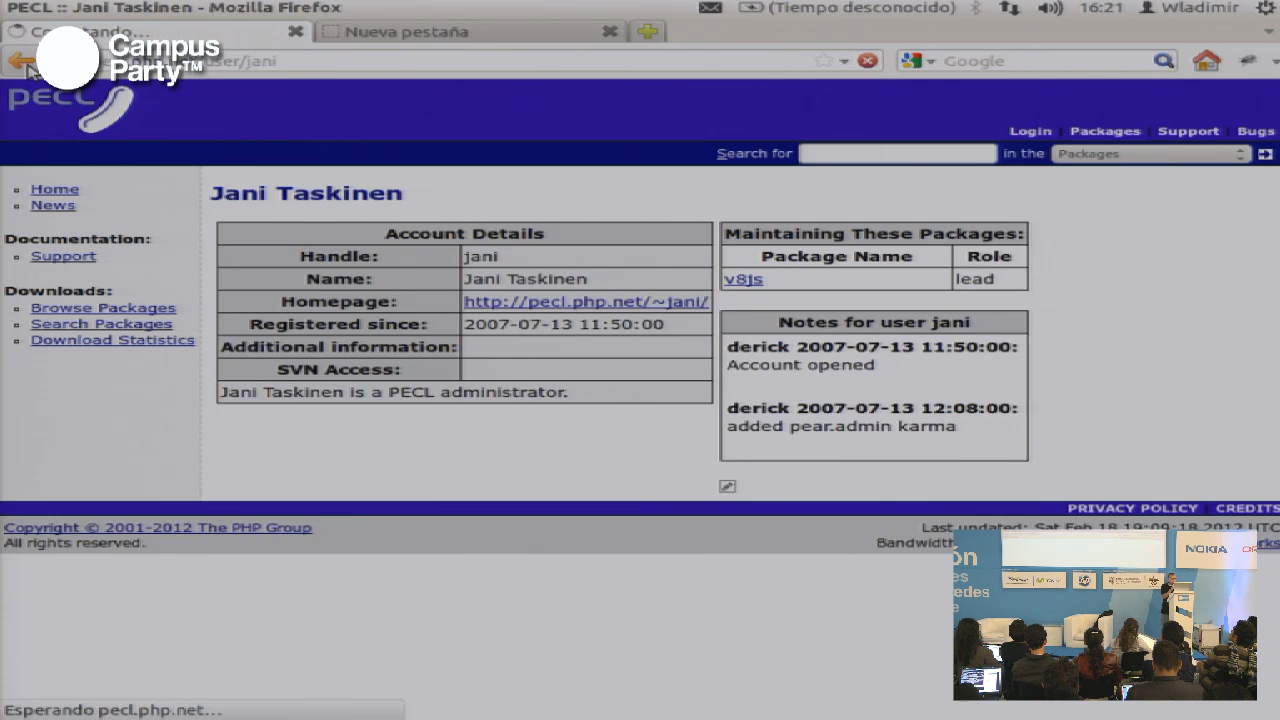 PECL :: Jani Taskinen - Mozilla Firefox
(Tiempo desconocido)
16:21
Wladimir
Nueva pestaña
Campus
Party™
user/jani
Google
pecl
Login
Packages
Support
Bugs
Search for
in the
Packages
Home
News
Documentation:
Support
Downloads:
Browse Packages
Search Packages
Download Statistics
Jani Taskinen
Account Details
Handle: jani
Name: Jani Taskinen
Homepage: http://pecl.php.net/~jani/
Registered since: 2007-07-13 11:50:00
Additional information:
SVN Access:
Jani Taskinen is a PECL administrator.
Maintaining These Packages:
Package Name Role
v8js lead
Notes for user jani
derick 2007-07-13 11:50:00:
Account opened
derick 2007-07-13 12:08:00:
added pear.admin karma
PRIVACY POLICY
CREDITS
Copyright © 2001-2012 The PHP Group
All rights reserved.
Last updated: Sat Feb 18 19:09:18 2012 UTC
Bandwidth
ón
es
edes
e
NOKIA
OR
Esperando pecl.php.net...